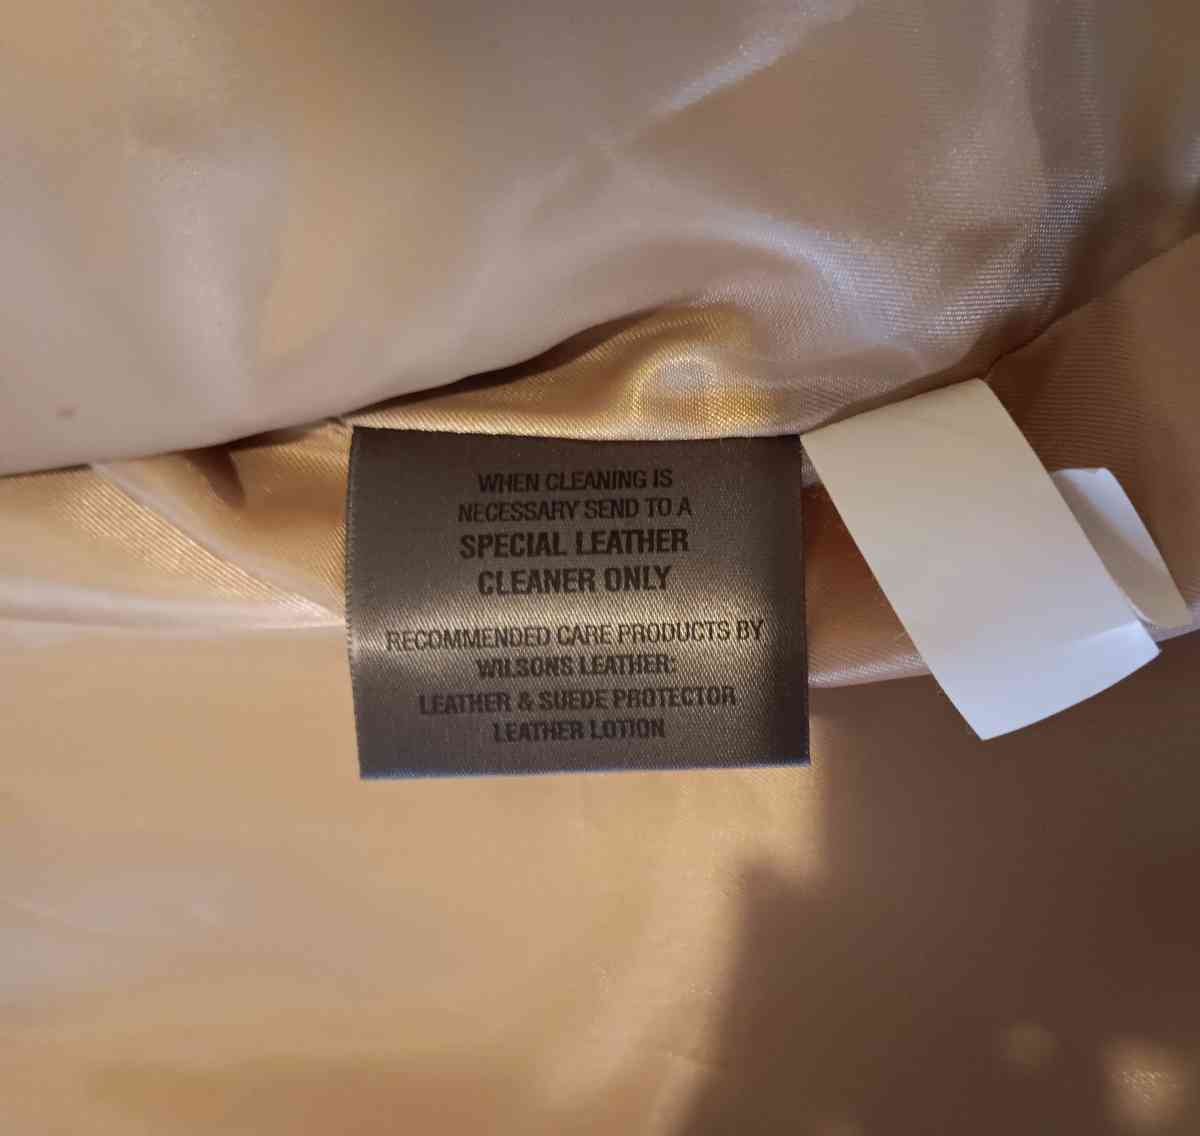 WHEN CLEANING IS
NECESSARY SEND TO A
SPECIAL LEATHER
CLEANER ONLY
RECOMMENDED CARE PRODUCTS BY
WILSONS LEATHER:
LEATHER & SUEDE PROTECTOR
LEATHER LOTION